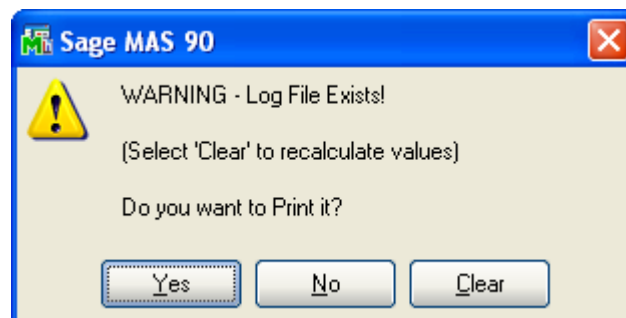 Sage MAS 90
WARNING - Log File Exists!
(Select 'Clear' to recalculate values)
Do you want to Print it?
Yes No Clear